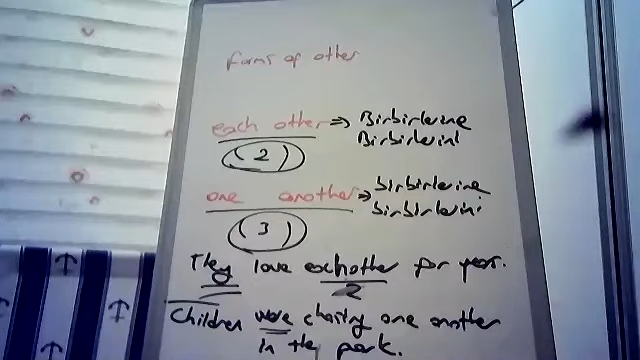 forms of other
each other => Birbirlerine
Birbirlerini
(2)
one another => birbirlerine
birbirlerini
(3)
They love eachother for years.
2
Children were chasing one another
in the park.